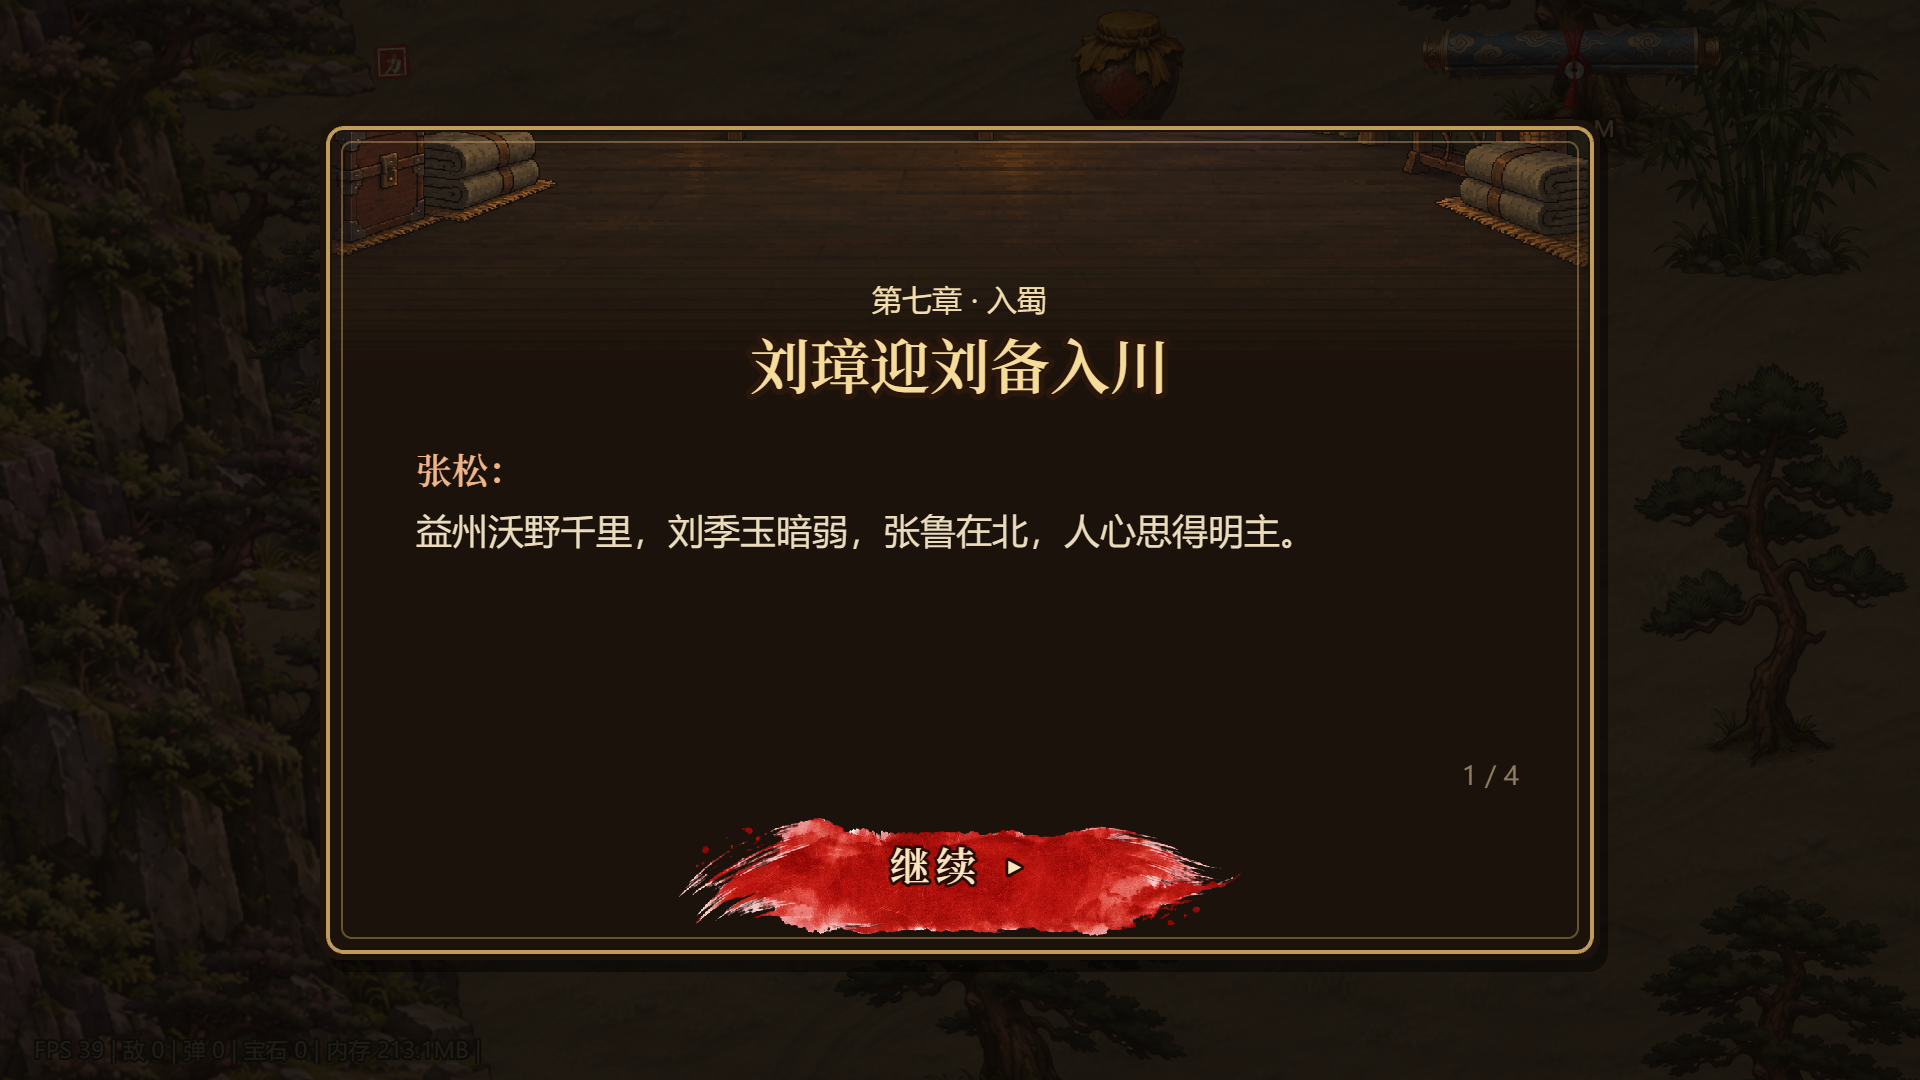 力
M
第七章 · 入蜀
刘璋迎刘备入川
张松：
益州沃野千里，刘季玉暗弱，张鲁在北，人心思得明主。
1 / 4
继续
FPS 39 | 敌 0 | 弹 0 | 宝石 0 | 内存 213.1MB |